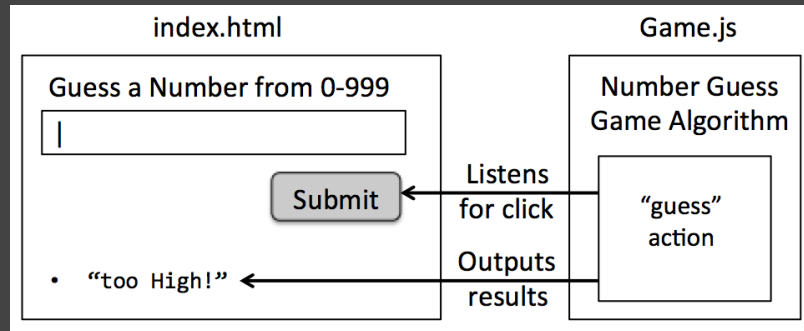 index.html
Guess a Number from 0-999
Submit
• “too High!”
Listens
for click
Outputs
results
Game.js
Number Guess
Game Algorithm
“guess”
action